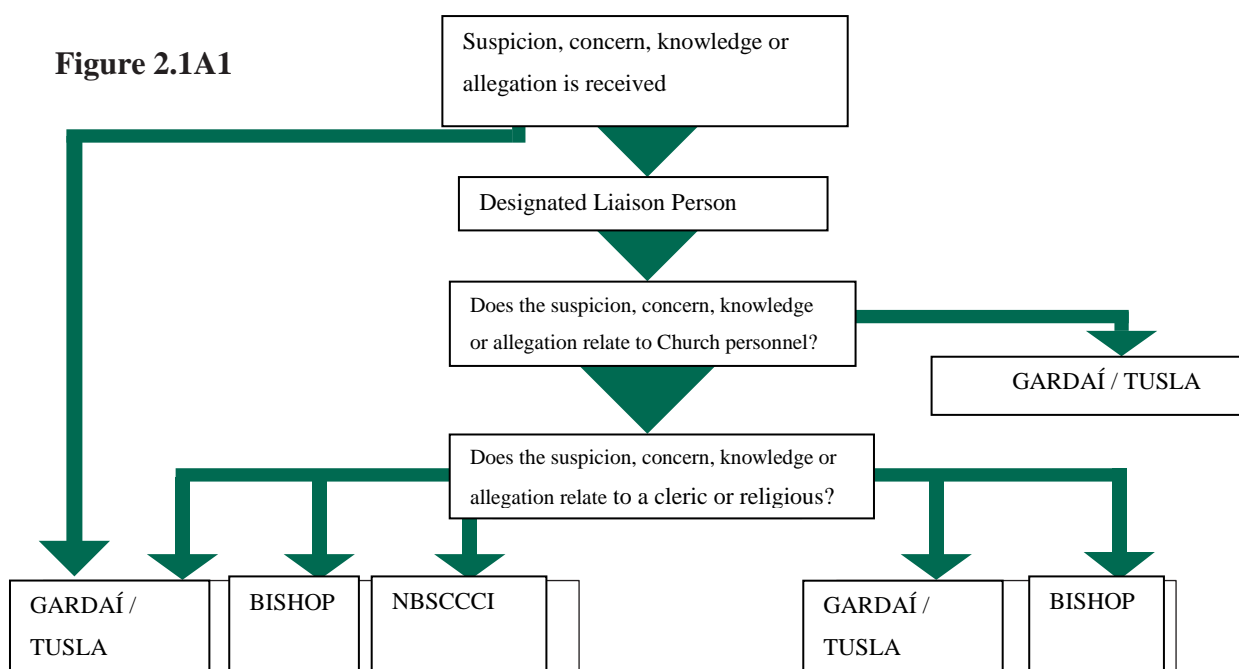 Figure 2.1A1
Suspicion, concern, knowledge or
allegation is received
Designated Liaison Person
Does the suspicion, concern, knowledge
or allegation relate to Church personnel?
GARDAÍ / TUSLA
Does the suspicion, concern, knowledge or
allegation relate to a cleric or religious?
GARDAÍ /
TUSLA
BISHOP
NBSCCCI
GARDAÍ /
TUSLA
BISHOP